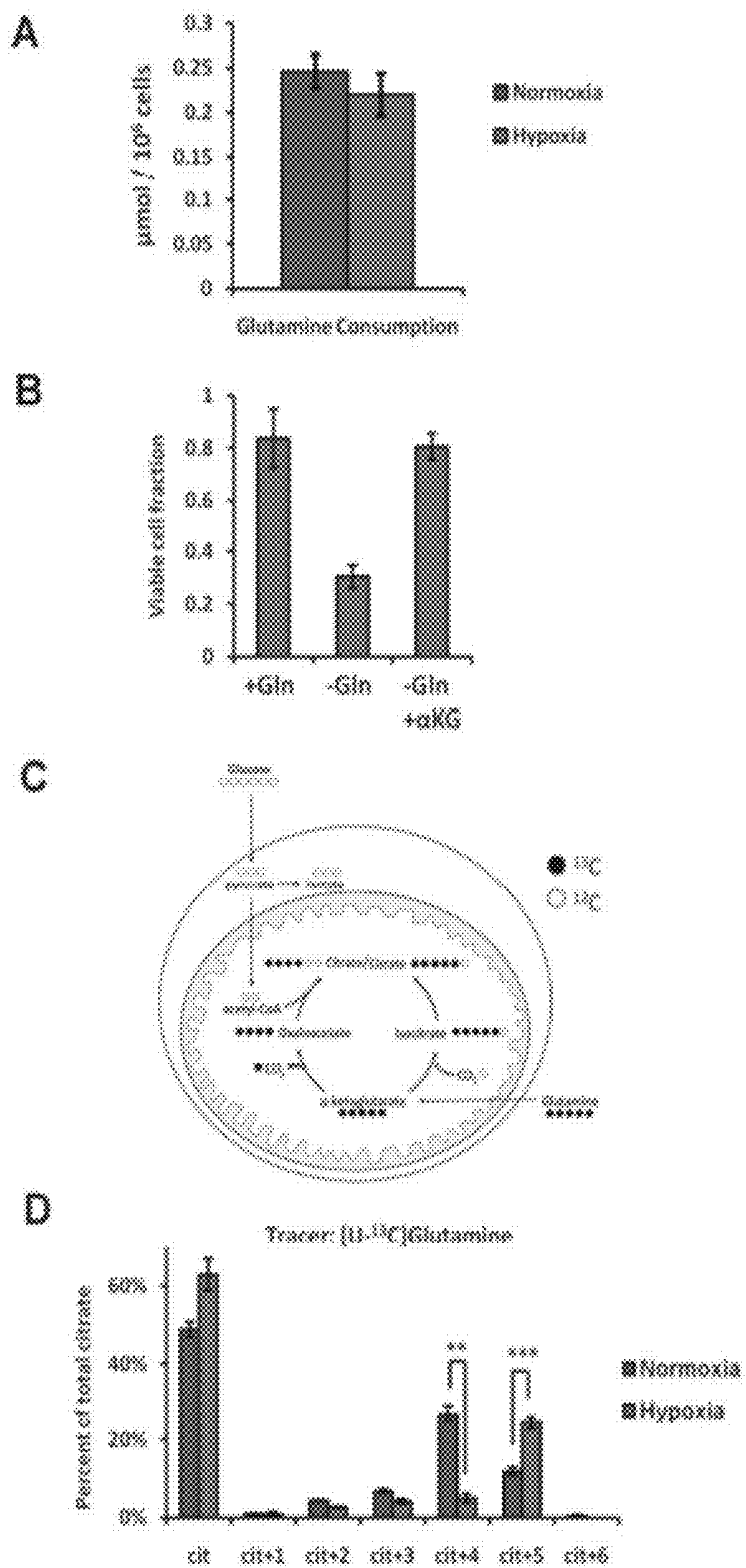 A
0.3
0.25
0.2
0.15
0.1
0.05
0
µmol / 10⁶ cells
Normoxia
Hypoxia
Glutamine Consumption
B
1
0.8
0.6
0.4
0.2
0
Viable cell fraction
+Gln
-Gln
-Gln
+αKG
C
Glucose
¹³C
¹²C
Glutamine
D
Tracer: [U-¹³C]Glutamine
60%
40%
20%
0%
Percent of total citrate
**
***
Normoxia
Hypoxia
cit
cit+1
cit+2
cit+3
cit+4
cit+5
cit+6